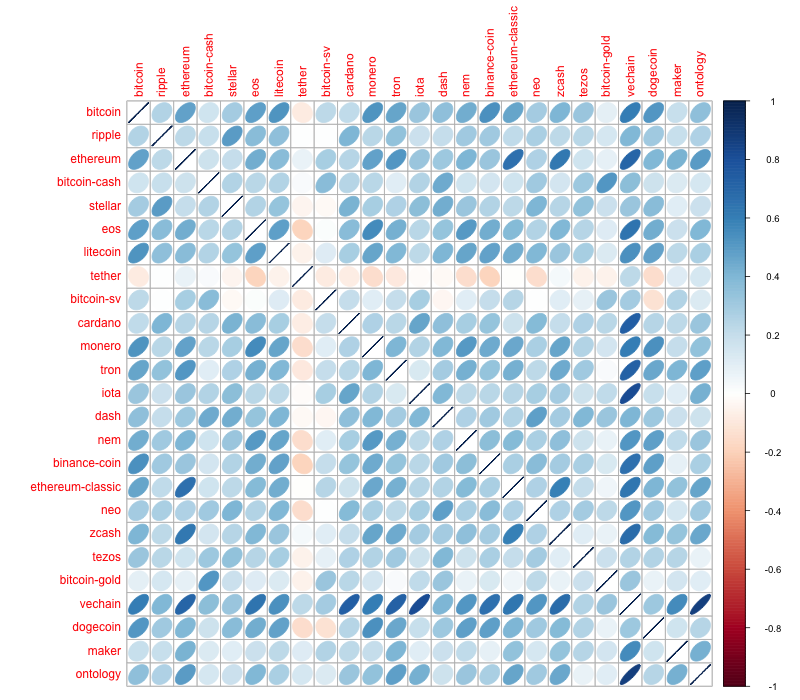 bitcoin
ripple
ethereum
bitcoin-cash
stellar
eos
litecoin
tether
bitcoin-sv
cardano
monero
tron
iota
dash
nem
binance-coin
ethereum-classic
neo
zcash
tezos
bitcoin-gold
vechain
dogecoin
maker
ontology
bitcoin
ripple
ethereum
bitcoin-cash
stellar
eos
litecoin
tether
bitcoin-sv
cardano
monero
tron
iota
dash
nem
binance-coin
ethereum-classic
neo
zcash
tezos
bitcoin-gold
vechain
dogecoin
maker
ontology
1
0.8
0.6
0.4
0.2
0
-0.2
-0.4
-0.6
-0.8
-1